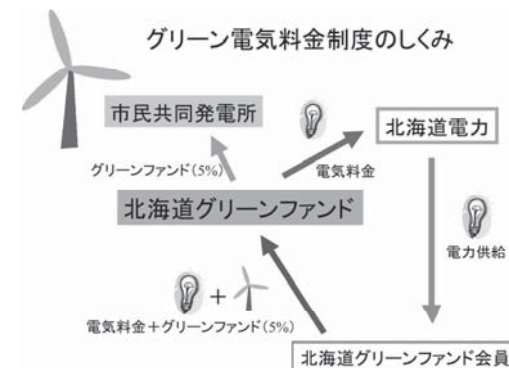 グリーン電気料金制度のしくみ
市民共同発電所
北海道電力
グリーンファンド(5%)
電気料金
北海道グリーンファンド
電力供給
+
電気料金+グリーンファンド(5%)
北海道グリーンファンド会員